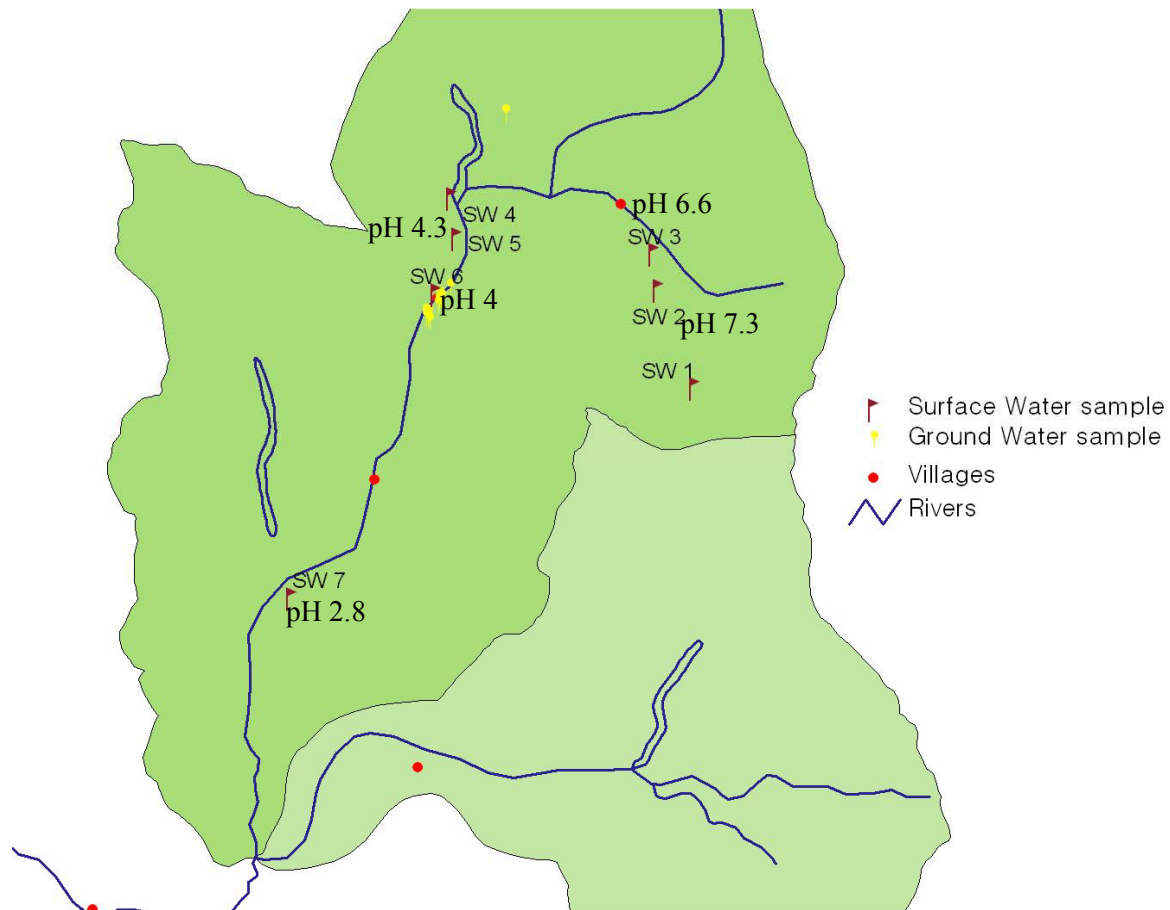 pH 6.6
SW 4
pH 4.3
SW 3
SW 5
SW 6
pH 4
SW 2
pH 7.3
SW 1
Surface Water sample
Ground Water sample
Villages
Rivers
SW 7
pH 2.8